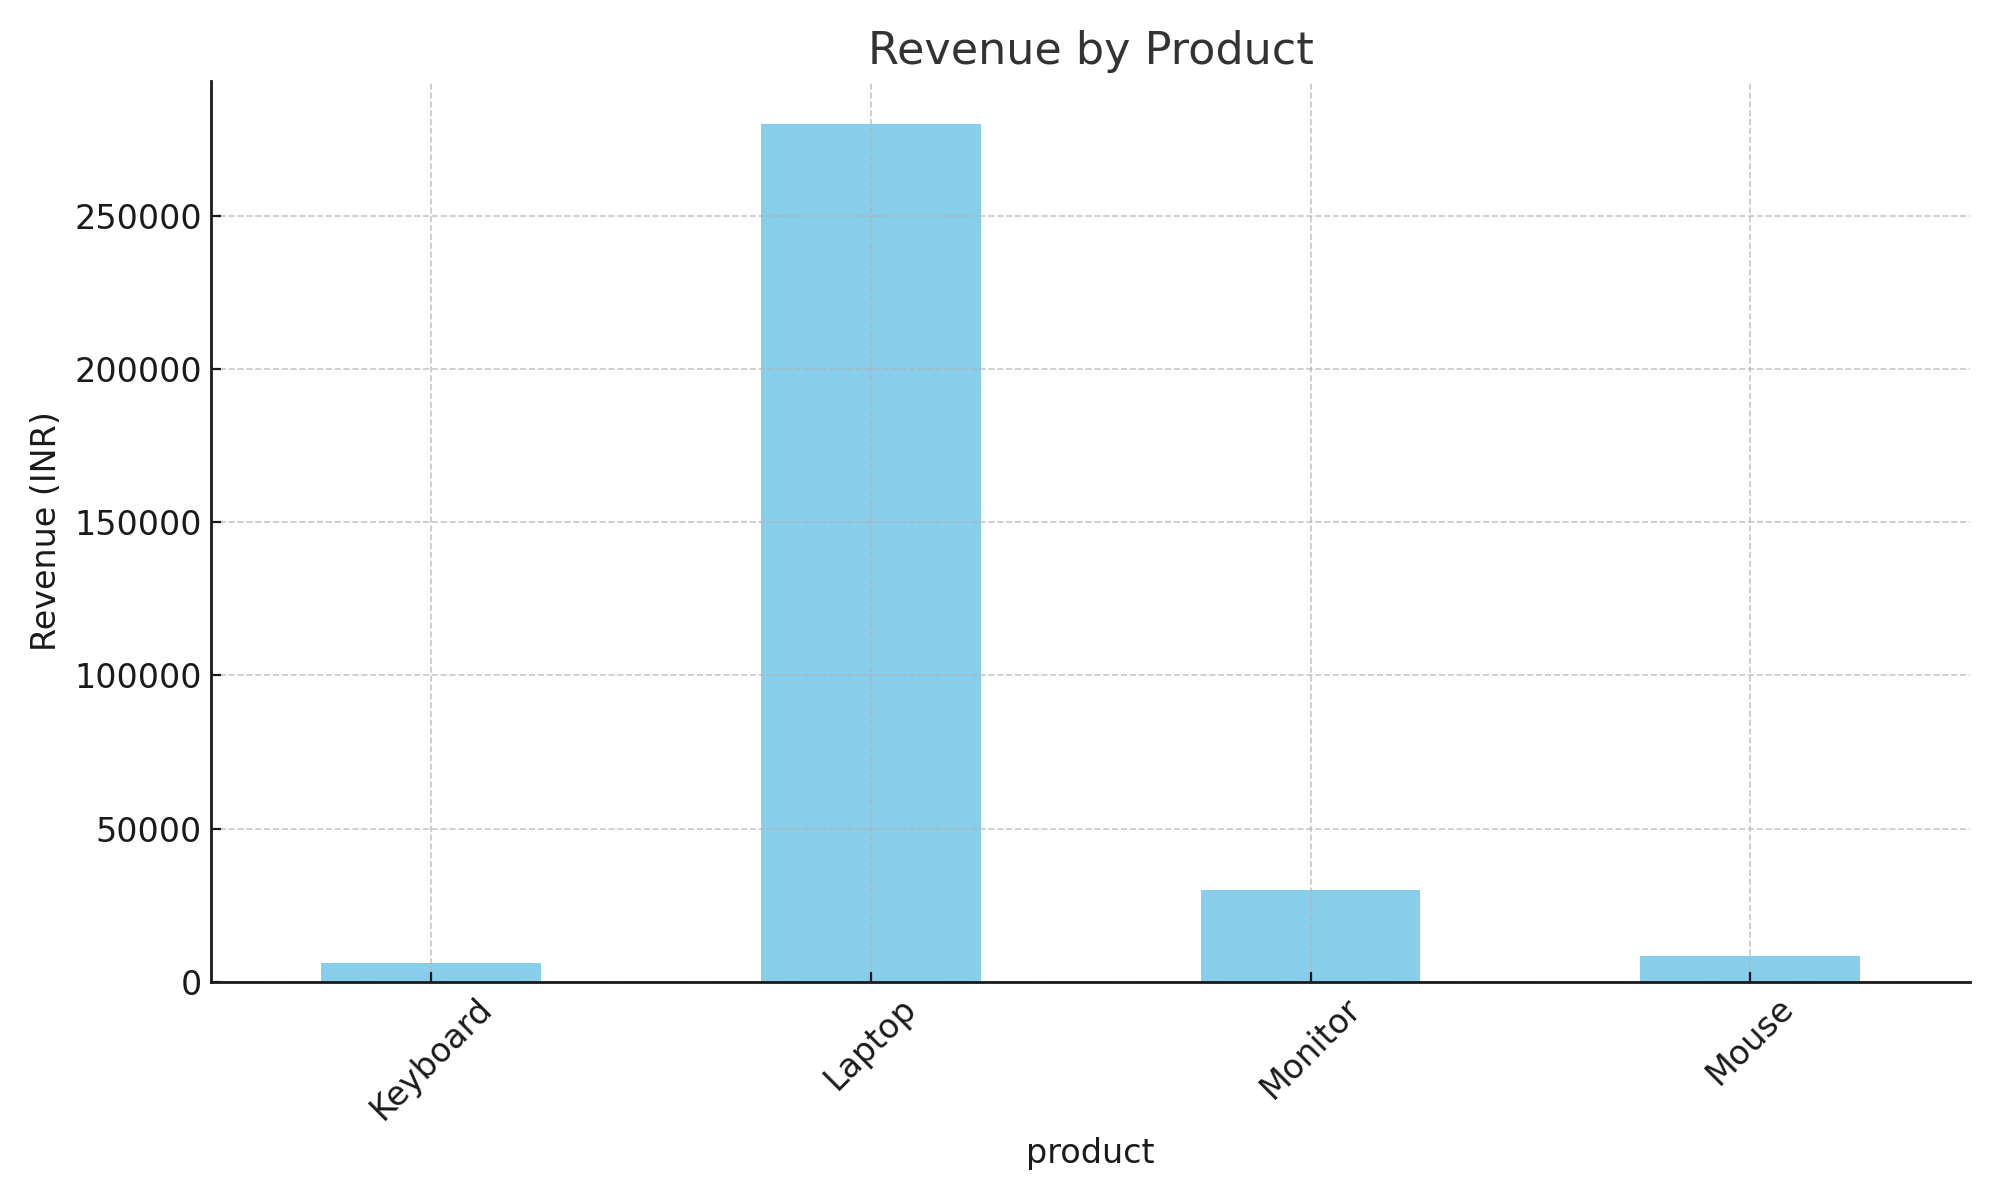 Revenue by Product
Revenue (INR)
250000
200000
150000
100000
50000
0
Keyboard
Laptop
Monitor
Mouse
product